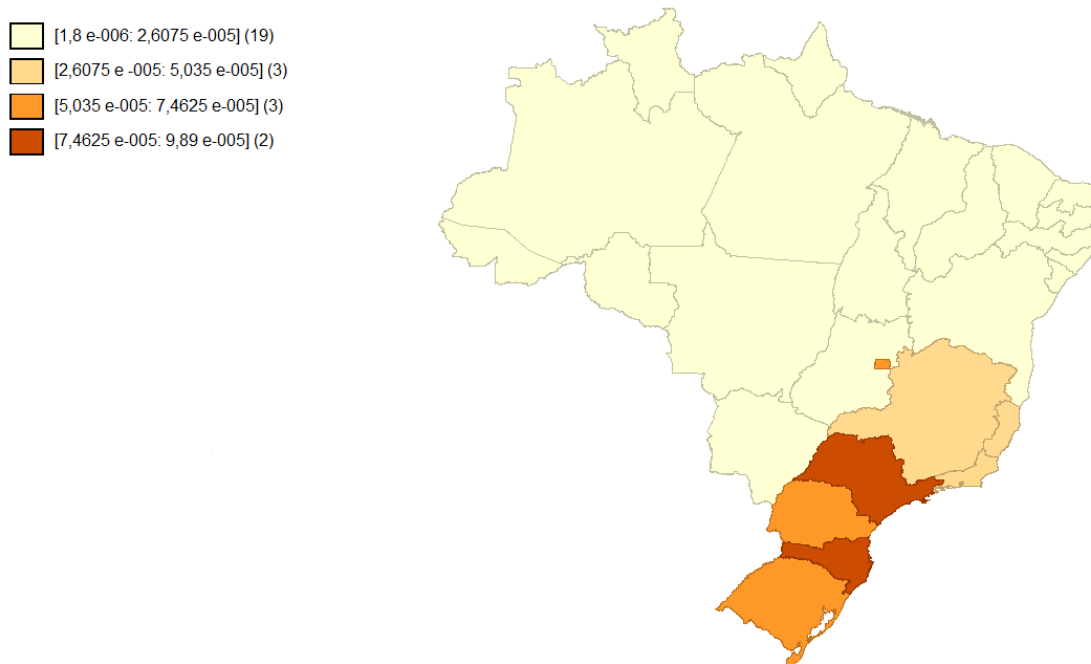 [1,8 e-006: 2,6075 e-005] (19)
[2,6075 e -005: 5,035 e-005] (3)
[5,035 e-005: 7,4625 e-005] (3)
[7,4625 e-005: 9,89 e-005] (2)